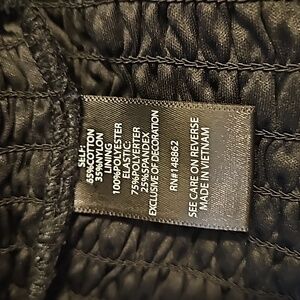 SELF:
65%COTTON
35%NYLON
LINING
100%POLYESTER
ELASTIC:
75%POLYERTER
25%SPANDEX
EXCLUSIVE OF DECORATION
RN#148862
SEE CARE ON REVERSE
MADE IN VIETNAM